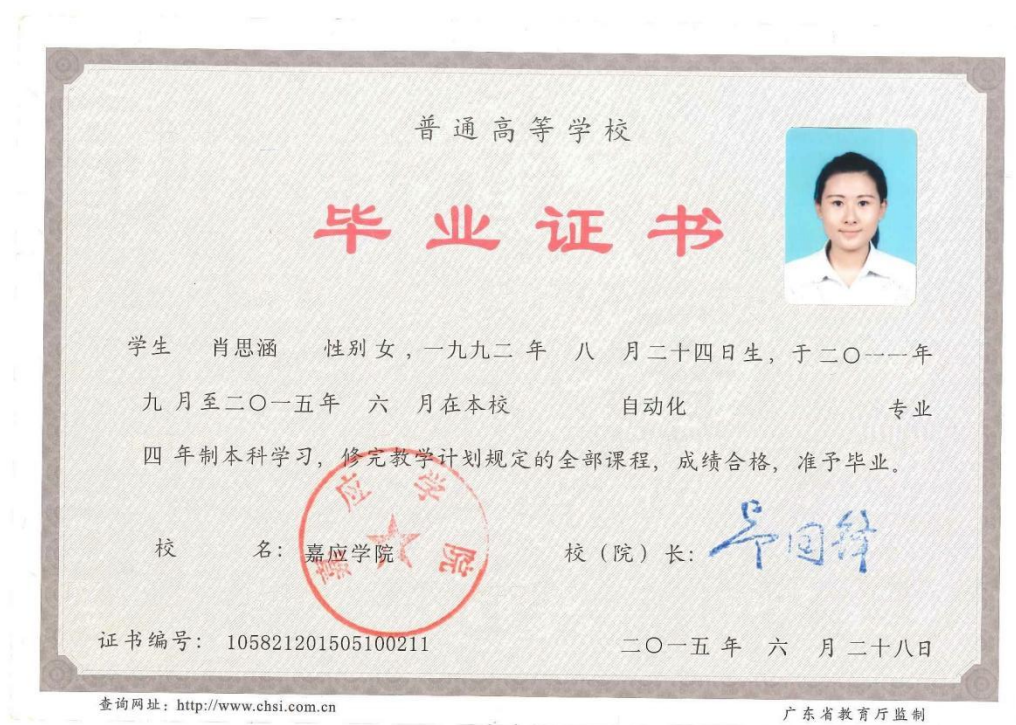 普通高等学校
毕业证书
学生 肖思涵 性别 女 ，一九九二 年 八 月二十四日生，于二〇一一年
九 月至二〇一五年 六 月在本校 自动化 专业
四 年制本科学习，修完教学计划规定的全部课程，成绩合格，准予毕业。
嘉应学院
校 名： 嘉应学院 校（院）长：
证书编号： 105821201505100211 二〇一五 年 六 月 二十八日
查询网址：http://www.chsi.com.cn 广东省教育厅监制